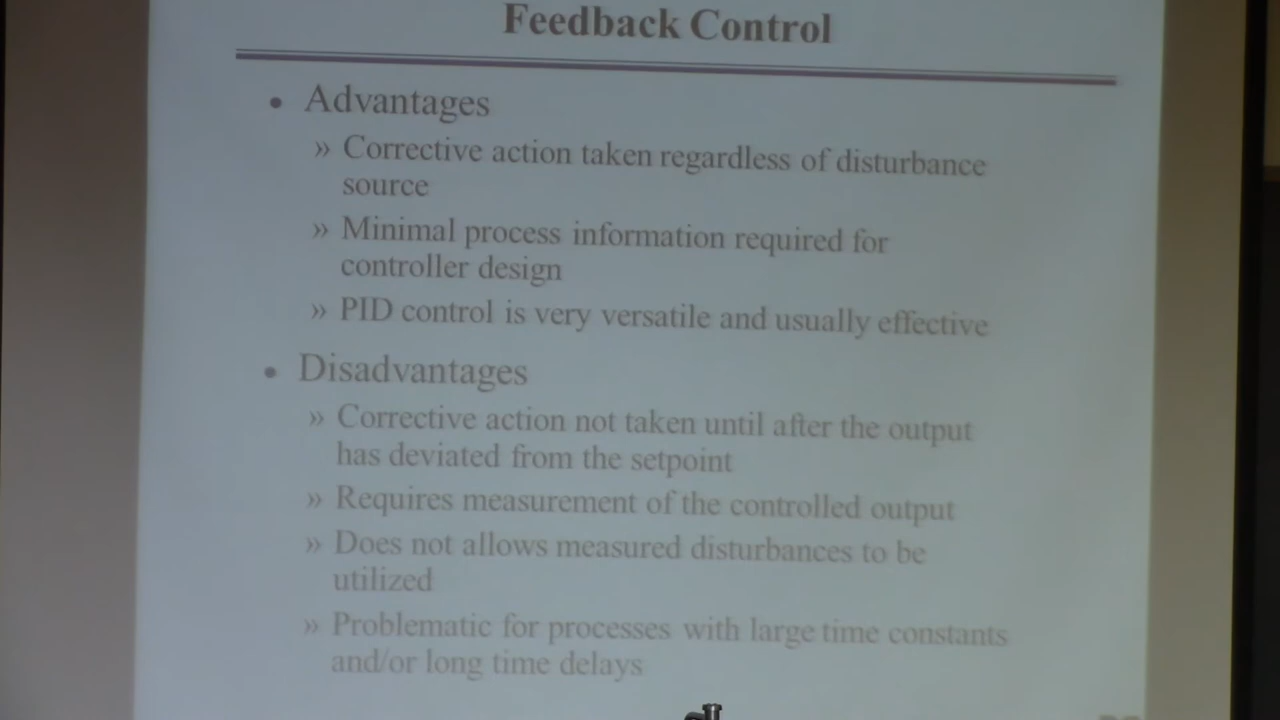 Feedback Control
• Advantages
» Corrective action taken regardless of disturbance
source
» Minimal process information required for
controller design
» PID control is very versatile and usually effective
• Disadvantages
» Corrective action not taken until after the output
has deviated from the setpoint
» Requires measurement of the controlled output
» Does not allows measured disturbances to be
utilized
» Problematic for processes with large time constants
and/or long time delays